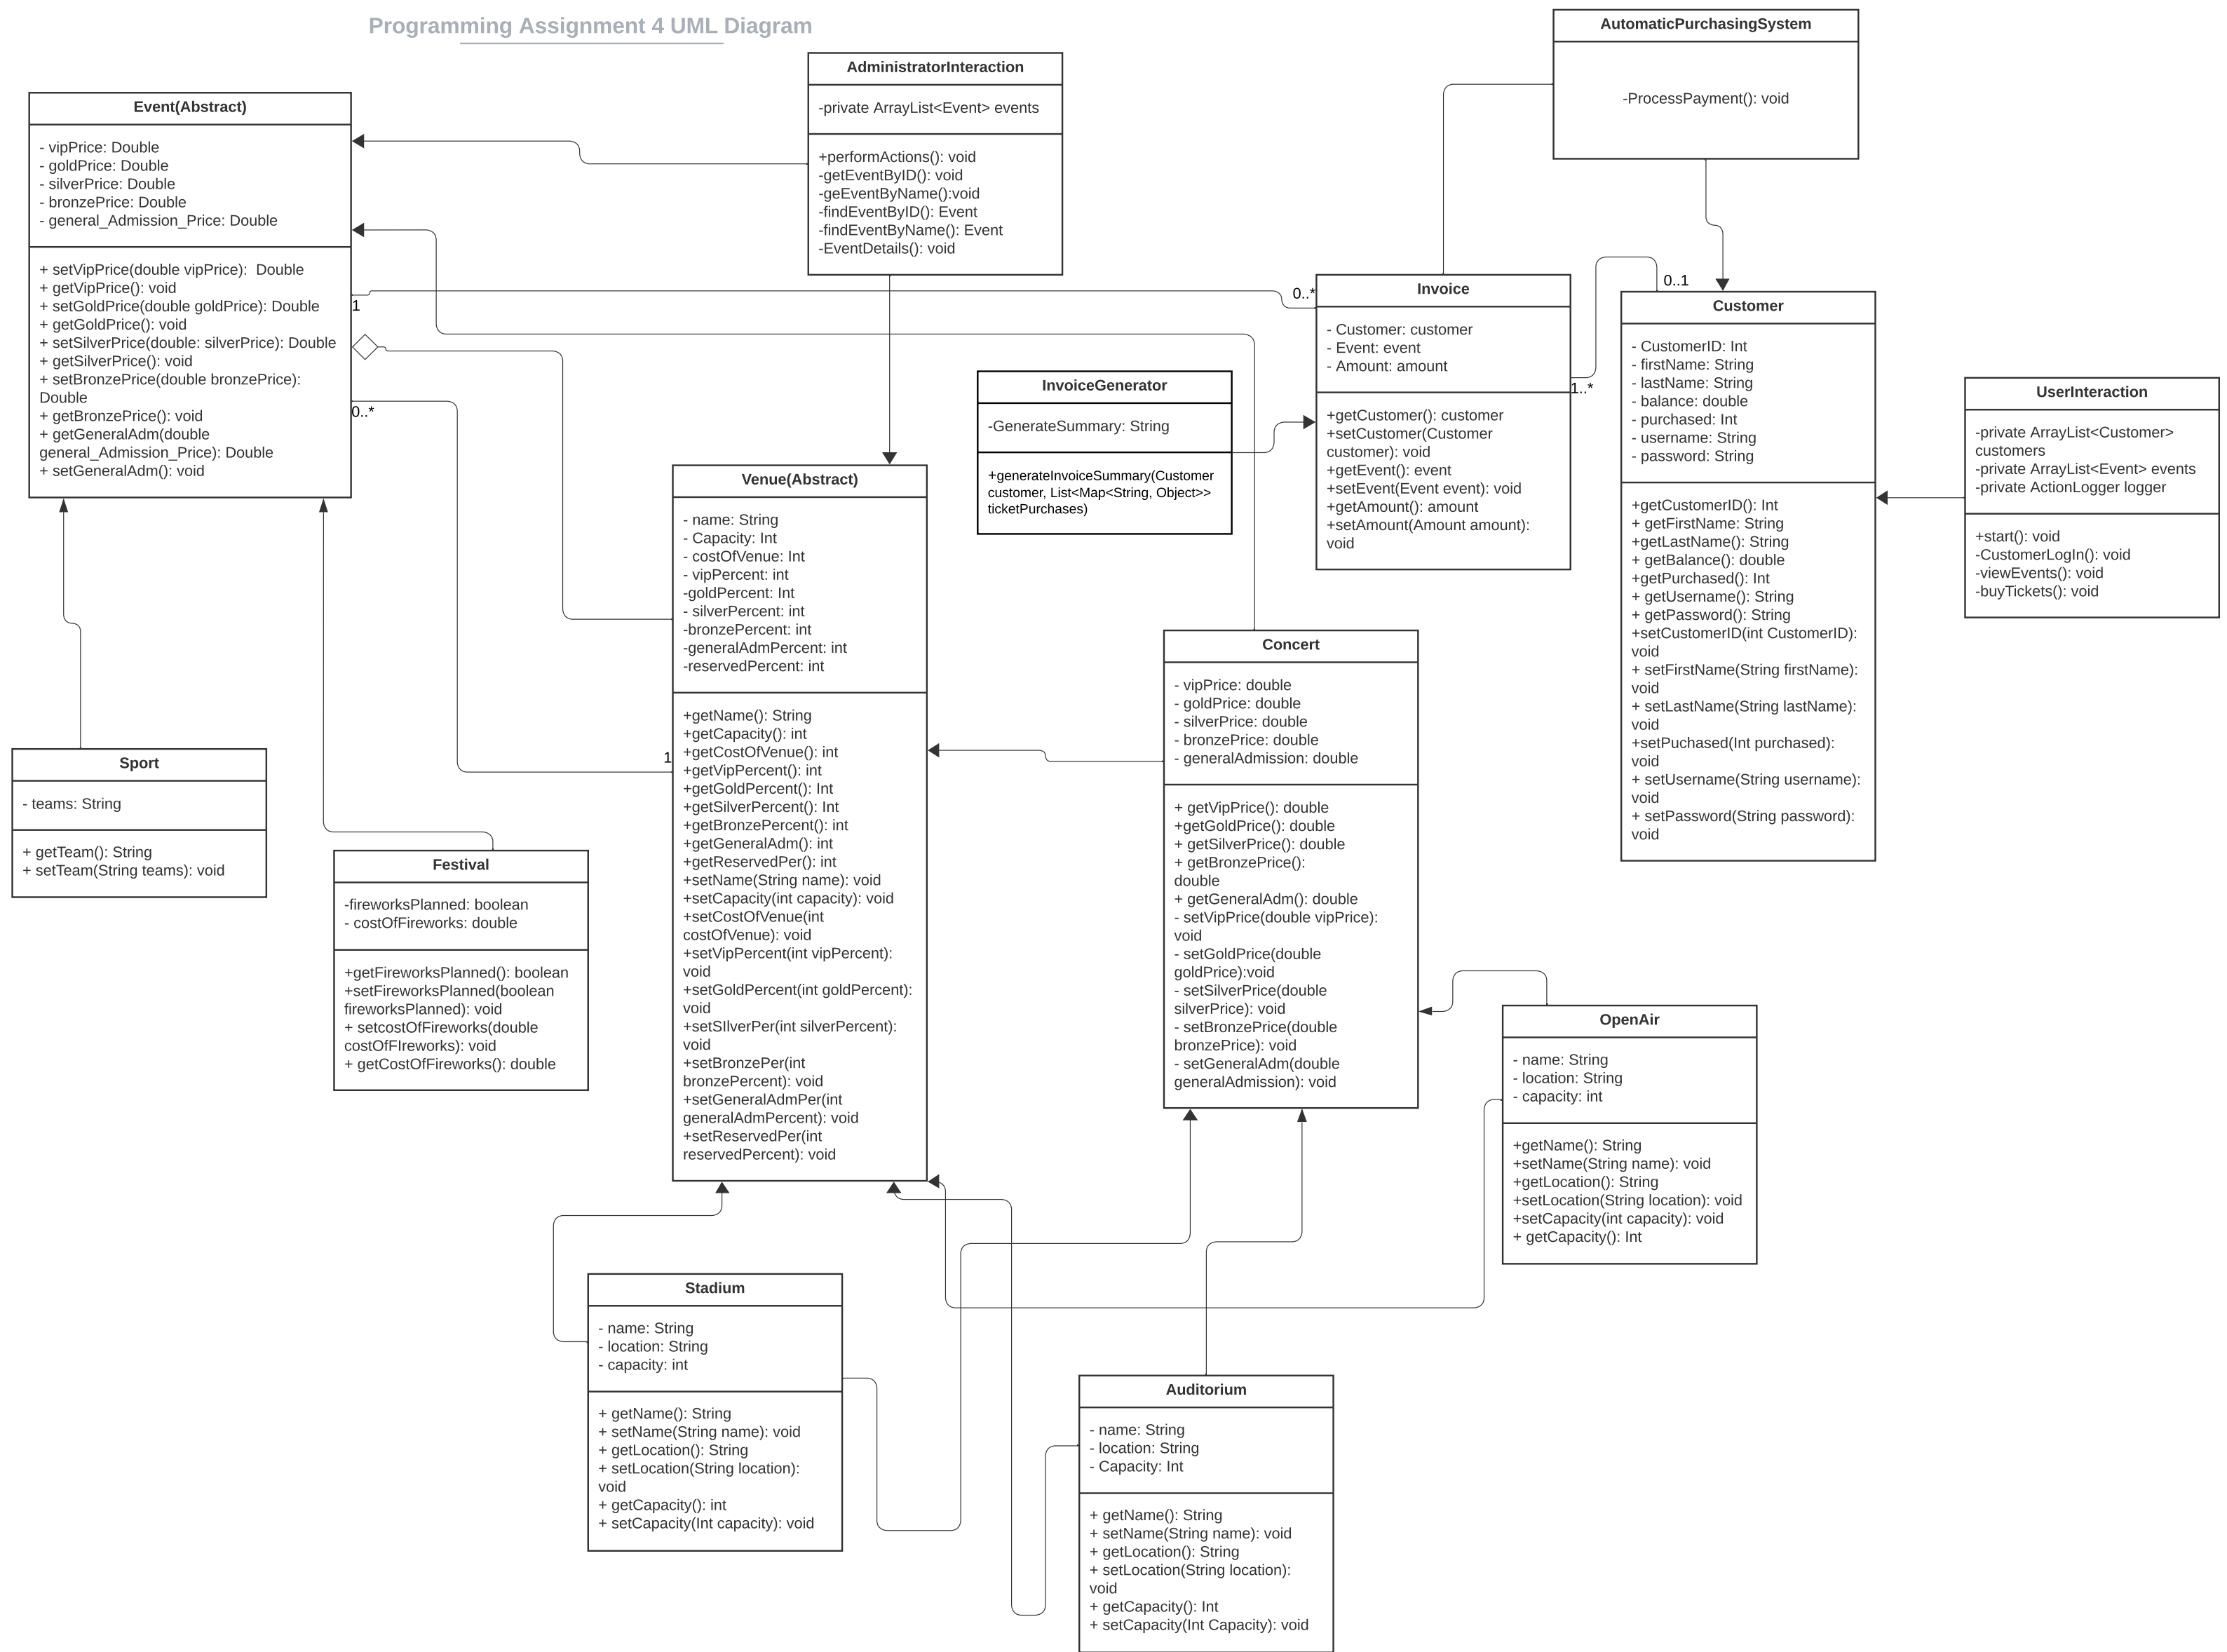 Programming Assignment 4 UML Diagram
Event(Abstract)
- vipPrice: Double
- goldPrice: Double
- silverPrice: Double
- bronzePrice: Double
- general_Admission_Price: Double
+ setVipPrice(double vipPrice):  Double
+ getVipPrice(): void
+ setGoldPrice(double goldPrice): Double
+ getGoldPrice(): void
+ setSilverPrice(double: silverPrice): Double
+ getSilverPrice(): void
+ setBronzePrice(double bronzePrice):
Double
+ getBronzePrice(): void
+ getGeneralAdm(double
general_Admission_Price): Double
+ setGeneralAdm(): void
1
0..*
AdministratorInteraction
-private ArrayList<Event> events
+performActions(): void
-getEventByID(): void
-geEventByName():void
-findEventByID(): Event
-findEventByName(): Event
-EventDetails(): void
AutomaticPurchasingSystem
-ProcessPayment(): void
0..*
Invoice
- Customer: customer
- Event: event
- Amount: amount
+getCustomer(): customer
+setCustomer(Customer
customer): void
+getEvent(): event
+setEvent(Event event): void
+getAmount(): amount
+setAmount(Amount amount):
void
1..*
0..1
Customer
- CustomerID: Int
- firstName: String
- lastName: String
- balance: double
- purchased: Int
- username: String
- password: String
+getCustomerID(): Int
+ getFirstName: String
+getLastName(): String
+ getBalance(): double
+getPurchased(): Int
+ getUsername(): String
+ getPassword(): String
+setCustomerID(int CustomerID):
void
+ setFirstName(String firstName):
void
+ setLastName(String lastName):
void
+setPuchased(Int purchased):
void
+ setUsername(String username):
void
+ setPassword(String password):
void
UserInteraction
-private ArrayList<Customer>
customers
-private ArrayList<Event> events
-private ActionLogger logger
+start(): void
-CustomerLogIn(): void
-viewEvents(): void
-buyTickets(): void
InvoiceGenerator
-GenerateSummary: String
+generateInvoiceSummary(Customer
customer, List<Map<String, Object>>
ticketPurchases)
Venue(Abstract)
- name: String
- Capacity: Int
- costOfVenue: Int
- vipPercent: int
-goldPercent: Int
- silverPercent: int
-bronzePercent: int
-generalAdmPercent: int
-reservedPercent: int
+getName(): String
+getCapacity(): int
+getCostOfVenue(): int
+getVipPercent(): int
+getGoldPercent(): Int
+getSilverPercent(): Int
+getBronzePercent(): int
+getGeneralAdm(): int
+getReservedPer(): int
+setName(String name): void
+setCapacity(int capacity): void
+setCostOfVenue(int
costOfVenue): void
+setVipPercent(int vipPercent):
void
+setGoldPercent(int goldPercent):
void
+setSIlverPer(int silverPercent):
void
+setBronzePer(int
bronzePercent): void
+setGeneralAdmPer(int
generalAdmPercent): void
+setReservedPer(int
reservedPercent): void
1
Concert
- vipPrice: double
- goldPrice: double
- silverPrice: double
- bronzePrice: double
- generalAdmission: double
+ getVipPrice(): double
+getGoldPrice(): double
+ getSilverPrice(): double
+ getBronzePrice():
double
+ getGeneralAdm(): double
- setVipPrice(double vipPrice):
void
- setGoldPrice(double
goldPrice):void
- setSilverPrice(double
silverPrice): void
- setBronzePrice(double
bronzePrice): void
- setGeneralAdm(double
generalAdmission): void
Sport
- teams: String
+ getTeam(): String
+ setTeam(String teams): void
Festival
-fireworksPlanned: boolean
- costOfFireworks: double
+getFireworksPlanned(): boolean
+setFireworksPlanned(boolean
fireworksPlanned): void
+ setcostOfFireworks(double
costOfFIreworks): void
+ getCostOfFireworks(): double
OpenAir
- name: String
- location: String
- capacity: int
+getName(): String
+setName(String name): void
+getLocation(): String
+setLocation(String location): void
+setCapacity(int capacity): void
+ getCapacity(): Int
Stadium
- name: String
- location: String
- capacity: int
+ getName(): String
+ setName(String name): void
+ getLocation(): String
+ setLocation(String location):
void
+ getCapacity(): int
+ setCapacity(Int capacity): void
Auditorium
- name: String
- location: String
- Capacity: Int
+ getName(): String
+ setName(String name): void
+ getLocation(): String
+ setLocation(String location):
void
+ getCapacity(): Int
+ setCapacity(Int Capacity): void